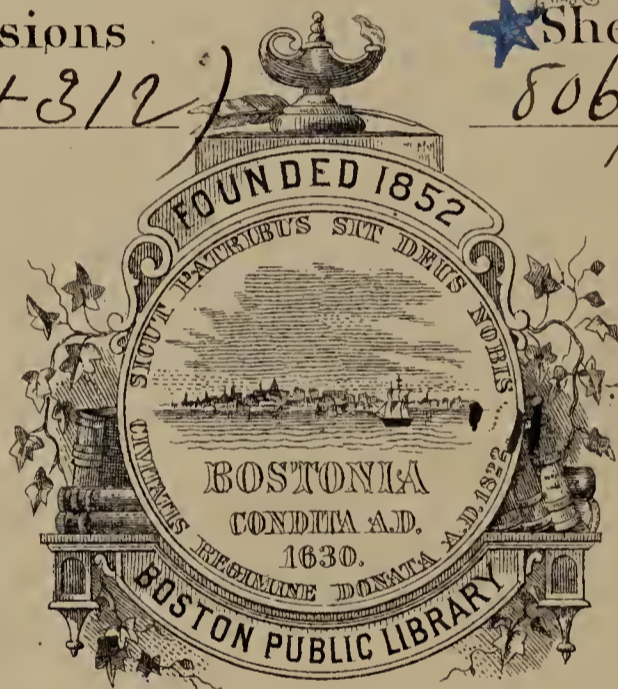 sions
She
+312)
806
FOUNDED 1852
SICUT PATRIBUS SIT DEUS NOBIS
BOSTONIA
CONDITA A.D.
1630.
CIVITATIS REGIMINE DONATA A.D. 1822
BOSTON PUBLIC LIBRARY